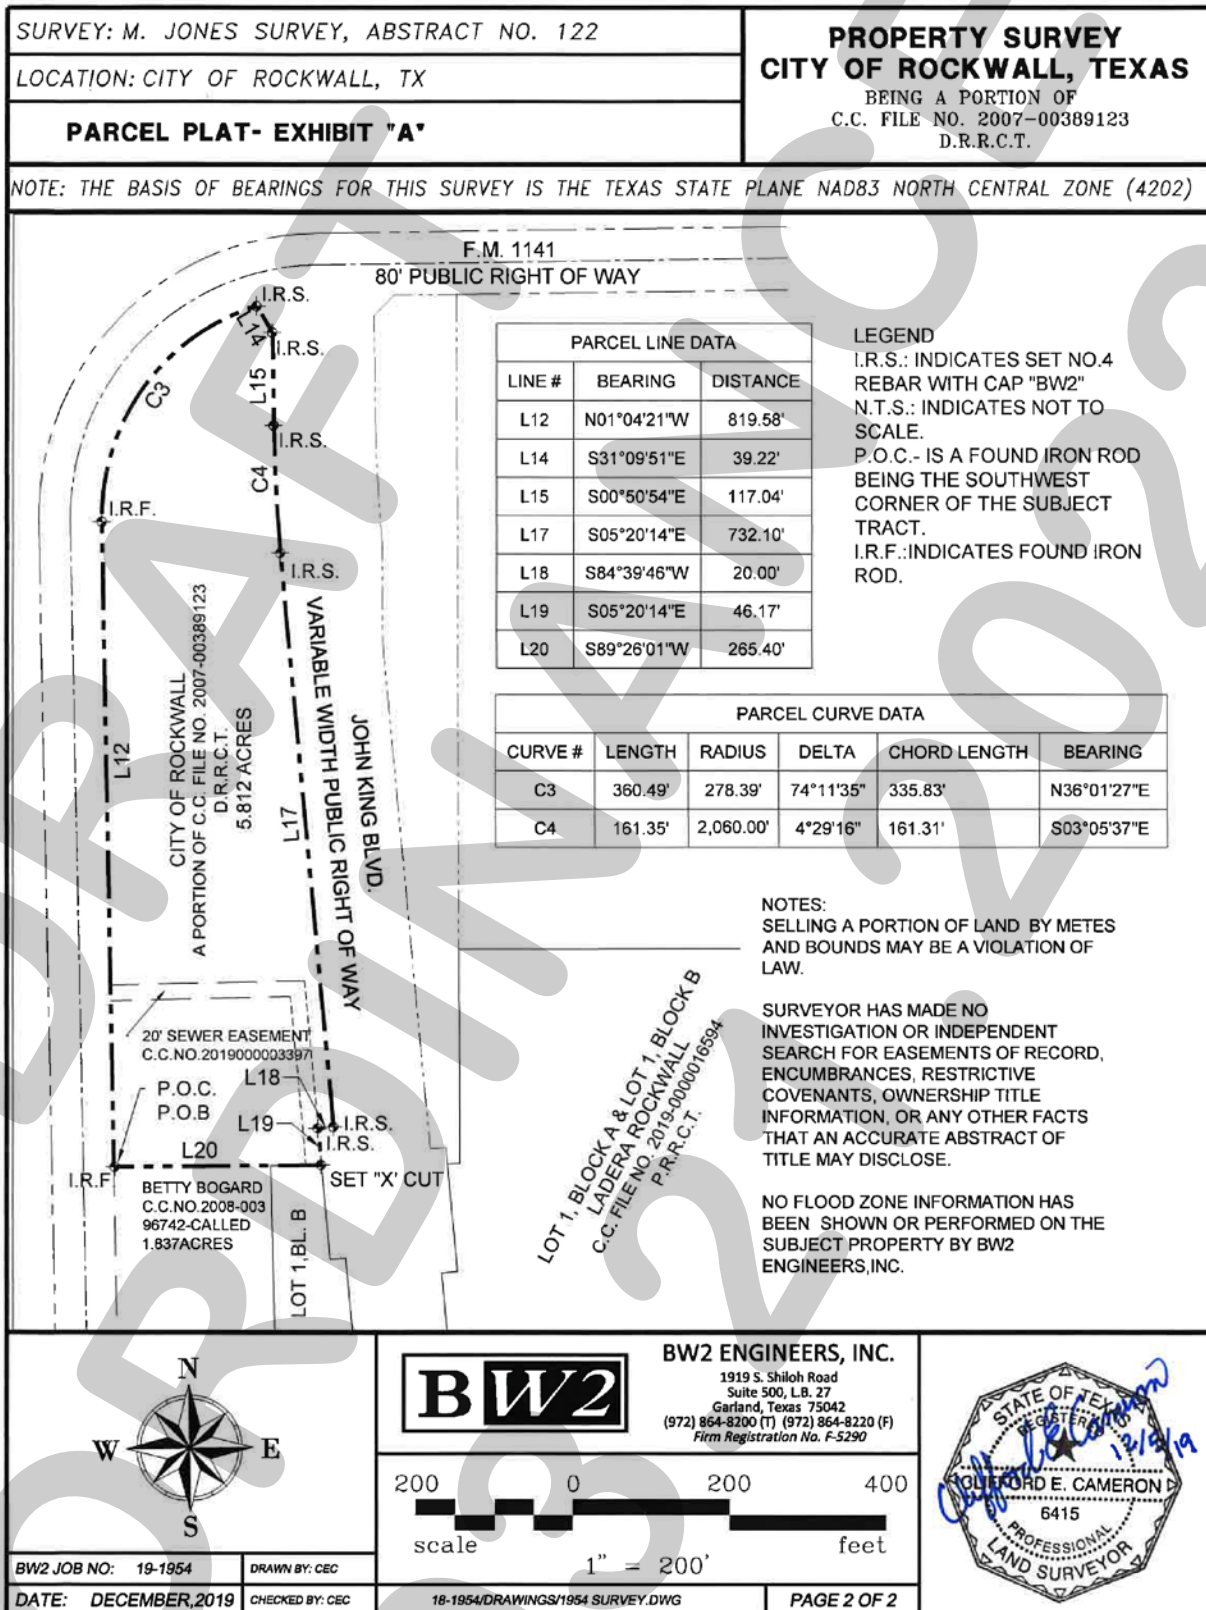 SURVEY: M. JONES SURVEY, ABSTRACT NO. 122
LOCATION: CITY OF ROCKWALL, TX
PARCEL PLAT- EXHIBIT "A"
PROPERTY SURVEY
CITY OF ROCKWALL, TEXAS
BEING A PORTION OF
C.C. FILE NO. 2007-00389123
D.R.R.C.T.
NOTE: THE BASIS OF BEARINGS FOR THIS SURVEY IS THE TEXAS STATE PLANE NAD83 NORTH CENTRAL ZONE (4202)
F.M. 1141
80' PUBLIC RIGHT OF WAY
I.R.S.
L14
I.R.S.
L15
C3
I.R.S.
C4
I.R.F.
I.R.S.
L12
CITY OF ROCKWALL
A PORTION OF C.C. FILE NO. 2007-00389123
D.R.R.C.T.
5.812 ACRES
L17
VARIABLE WIDTH PUBLIC RIGHT OF WAY
JOHN KING BLVD.
20' SEWER EASEMENT
C.C.NO.2019000003397
P.O.C.
P.O.B
L18
L19
I.R.S.
I.R.S.
L20
I.R.F
SET "X" CUT
BETTY BOGARD
C.C.NO.2008-003
96742-CALLED
1.837ACRES
LOT 1,BL. B
LOT 1, BLOCK A & LOT 1, BLOCK B
LADERA ROCKWALL
C.C. FILE NO. 2019-0000016594
P.R.R.C.T.
PARCEL LINE DATA
LINE # BEARING DISTANCE
L12 N01°04'21"W 819.58'
L14 S31°09'51"E 39.22'
L15 S00°50'54"E 117.04'
L17 S05°20'14"E 732.10'
L18 S84°39'46"W 20.00'
L19 S05°20'14"E 46.17'
L20 S89°26'01"W 265.40'
LEGEND
I.R.S.: INDICATES SET NO.4
REBAR WITH CAP "BW2"
N.T.S.: INDICATES NOT TO
SCALE.
P.O.C.- IS A FOUND IRON ROD
BEING THE SOUTHWEST
CORNER OF THE SUBJECT
TRACT.
I.R.F.:INDICATES FOUND IRON
ROD.
PARCEL CURVE DATA
CURVE # LENGTH RADIUS DELTA CHORD LENGTH BEARING
C3 360.49' 278.39' 74°11'35" 335.83' N36°01'27"E
C4 161.35' 2,060.00' 4°29'16" 161.31' S03°05'37"E
NOTES:
SELLING A PORTION OF LAND BY METES
AND BOUNDS MAY BE A VIOLATION OF
LAW.
SURVEYOR HAS MADE NO
INVESTIGATION OR INDEPENDENT
SEARCH FOR EASEMENTS OF RECORD,
ENCUMBRANCES, RESTRICTIVE
COVENANTS, OWNERSHIP TITLE
INFORMATION, OR ANY OTHER FACTS
THAT AN ACCURATE ABSTRACT OF
TITLE MAY DISCLOSE.
NO FLOOD ZONE INFORMATION HAS
BEEN SHOWN OR PERFORMED ON THE
SUBJECT PROPERTY BY BW2
ENGINEERS,INC.
N
W E
S
BW2 JOB NO: 19-1954
DRAWN BY: CEC
DATE: DECEMBER,2019
CHECKED BY: CEC
BW2
BW2 ENGINEERS, INC.
1919 S. Shiloh Road
Suite 500, L.B. 27
Garland, Texas 75042
(972) 864-8200 (T) (972) 864-8220 (F)
Firm Registration No. F-5290
200 0 200 400
scale feet
1" = 200'
18-1954/DRAWINGS/1954 SURVEY.DWG
PAGE 2 OF 2
STATE OF TEXAS
REGISTERED
CLIFFORD E. CAMERON
6415
PROFESSIONAL
LAND SURVEYOR
Clifford E Cameron
12/5/19
DRAFT
ORDINANCE